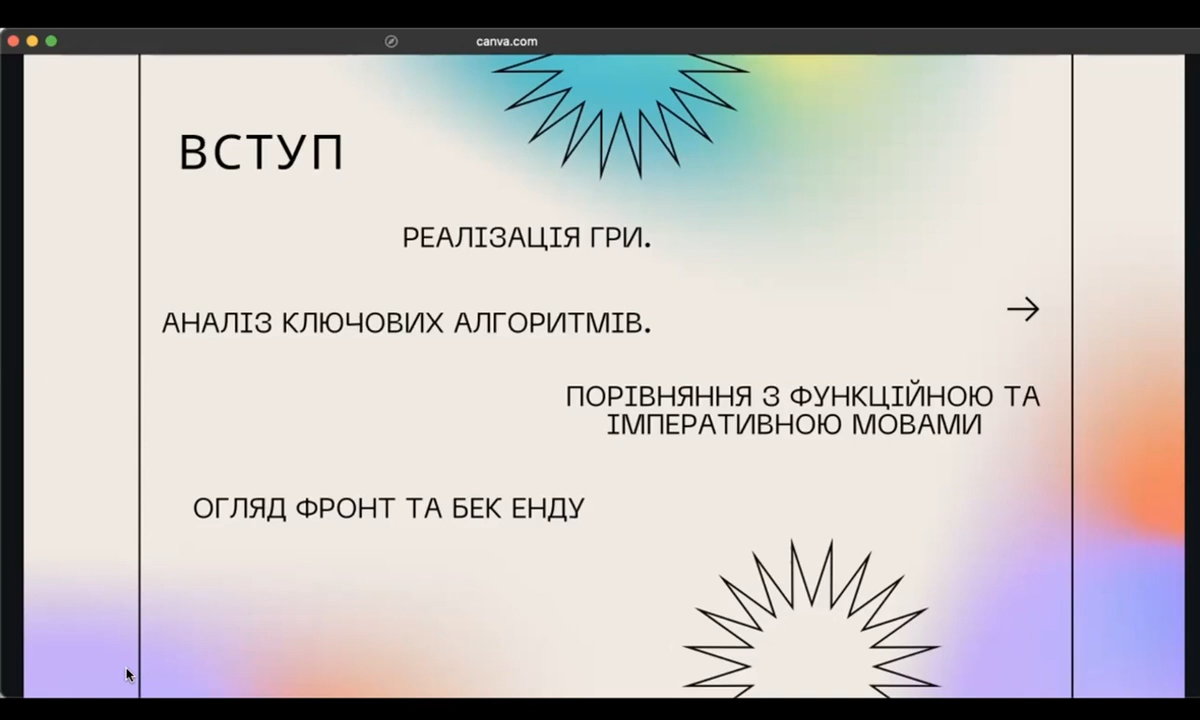 canva.com
ВСТУП
РЕАЛІЗАЦІЯ ГРИ.
АНАЛІЗ КЛЮЧОВИХ АЛГОРИТМІВ.
ПОРІВНЯННЯ З ФУНКЦІЙНОЮ ТА
ІМПЕРАТИВНОЮ МОВАМИ
ОГЛЯД ФРОНТ ТА БЕК ЕНДУ